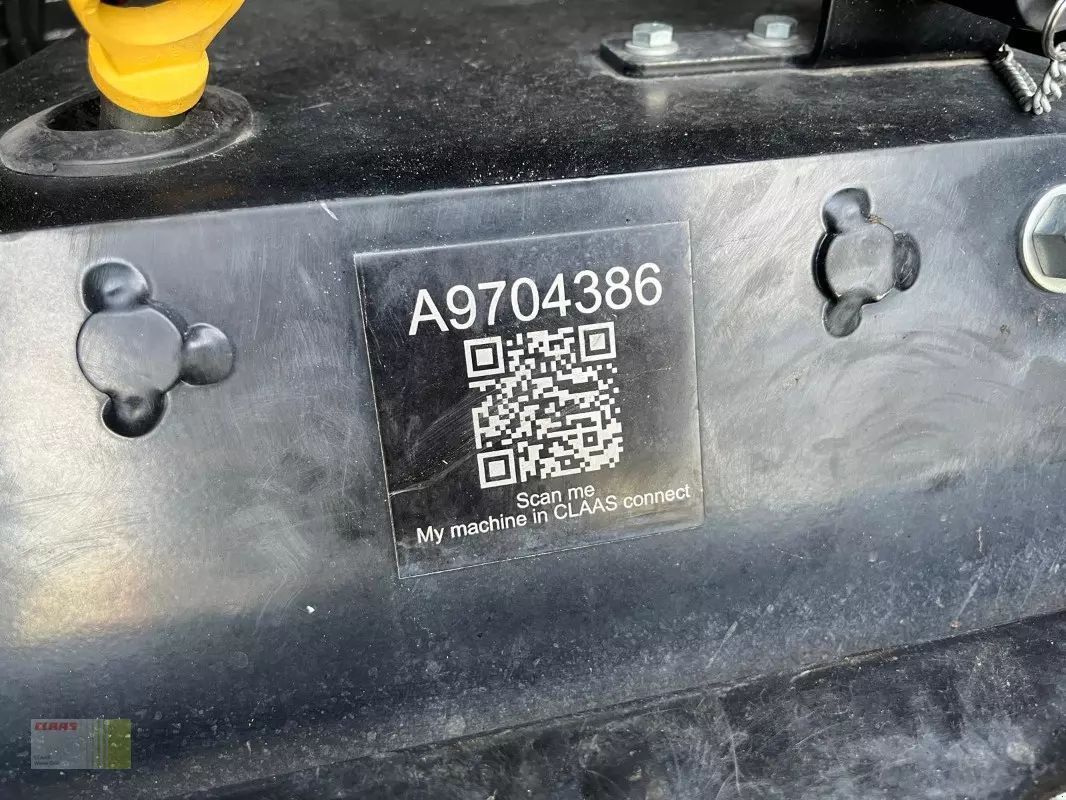 A9704386
Scan me
My machine in CLAAS connect
CLAAS